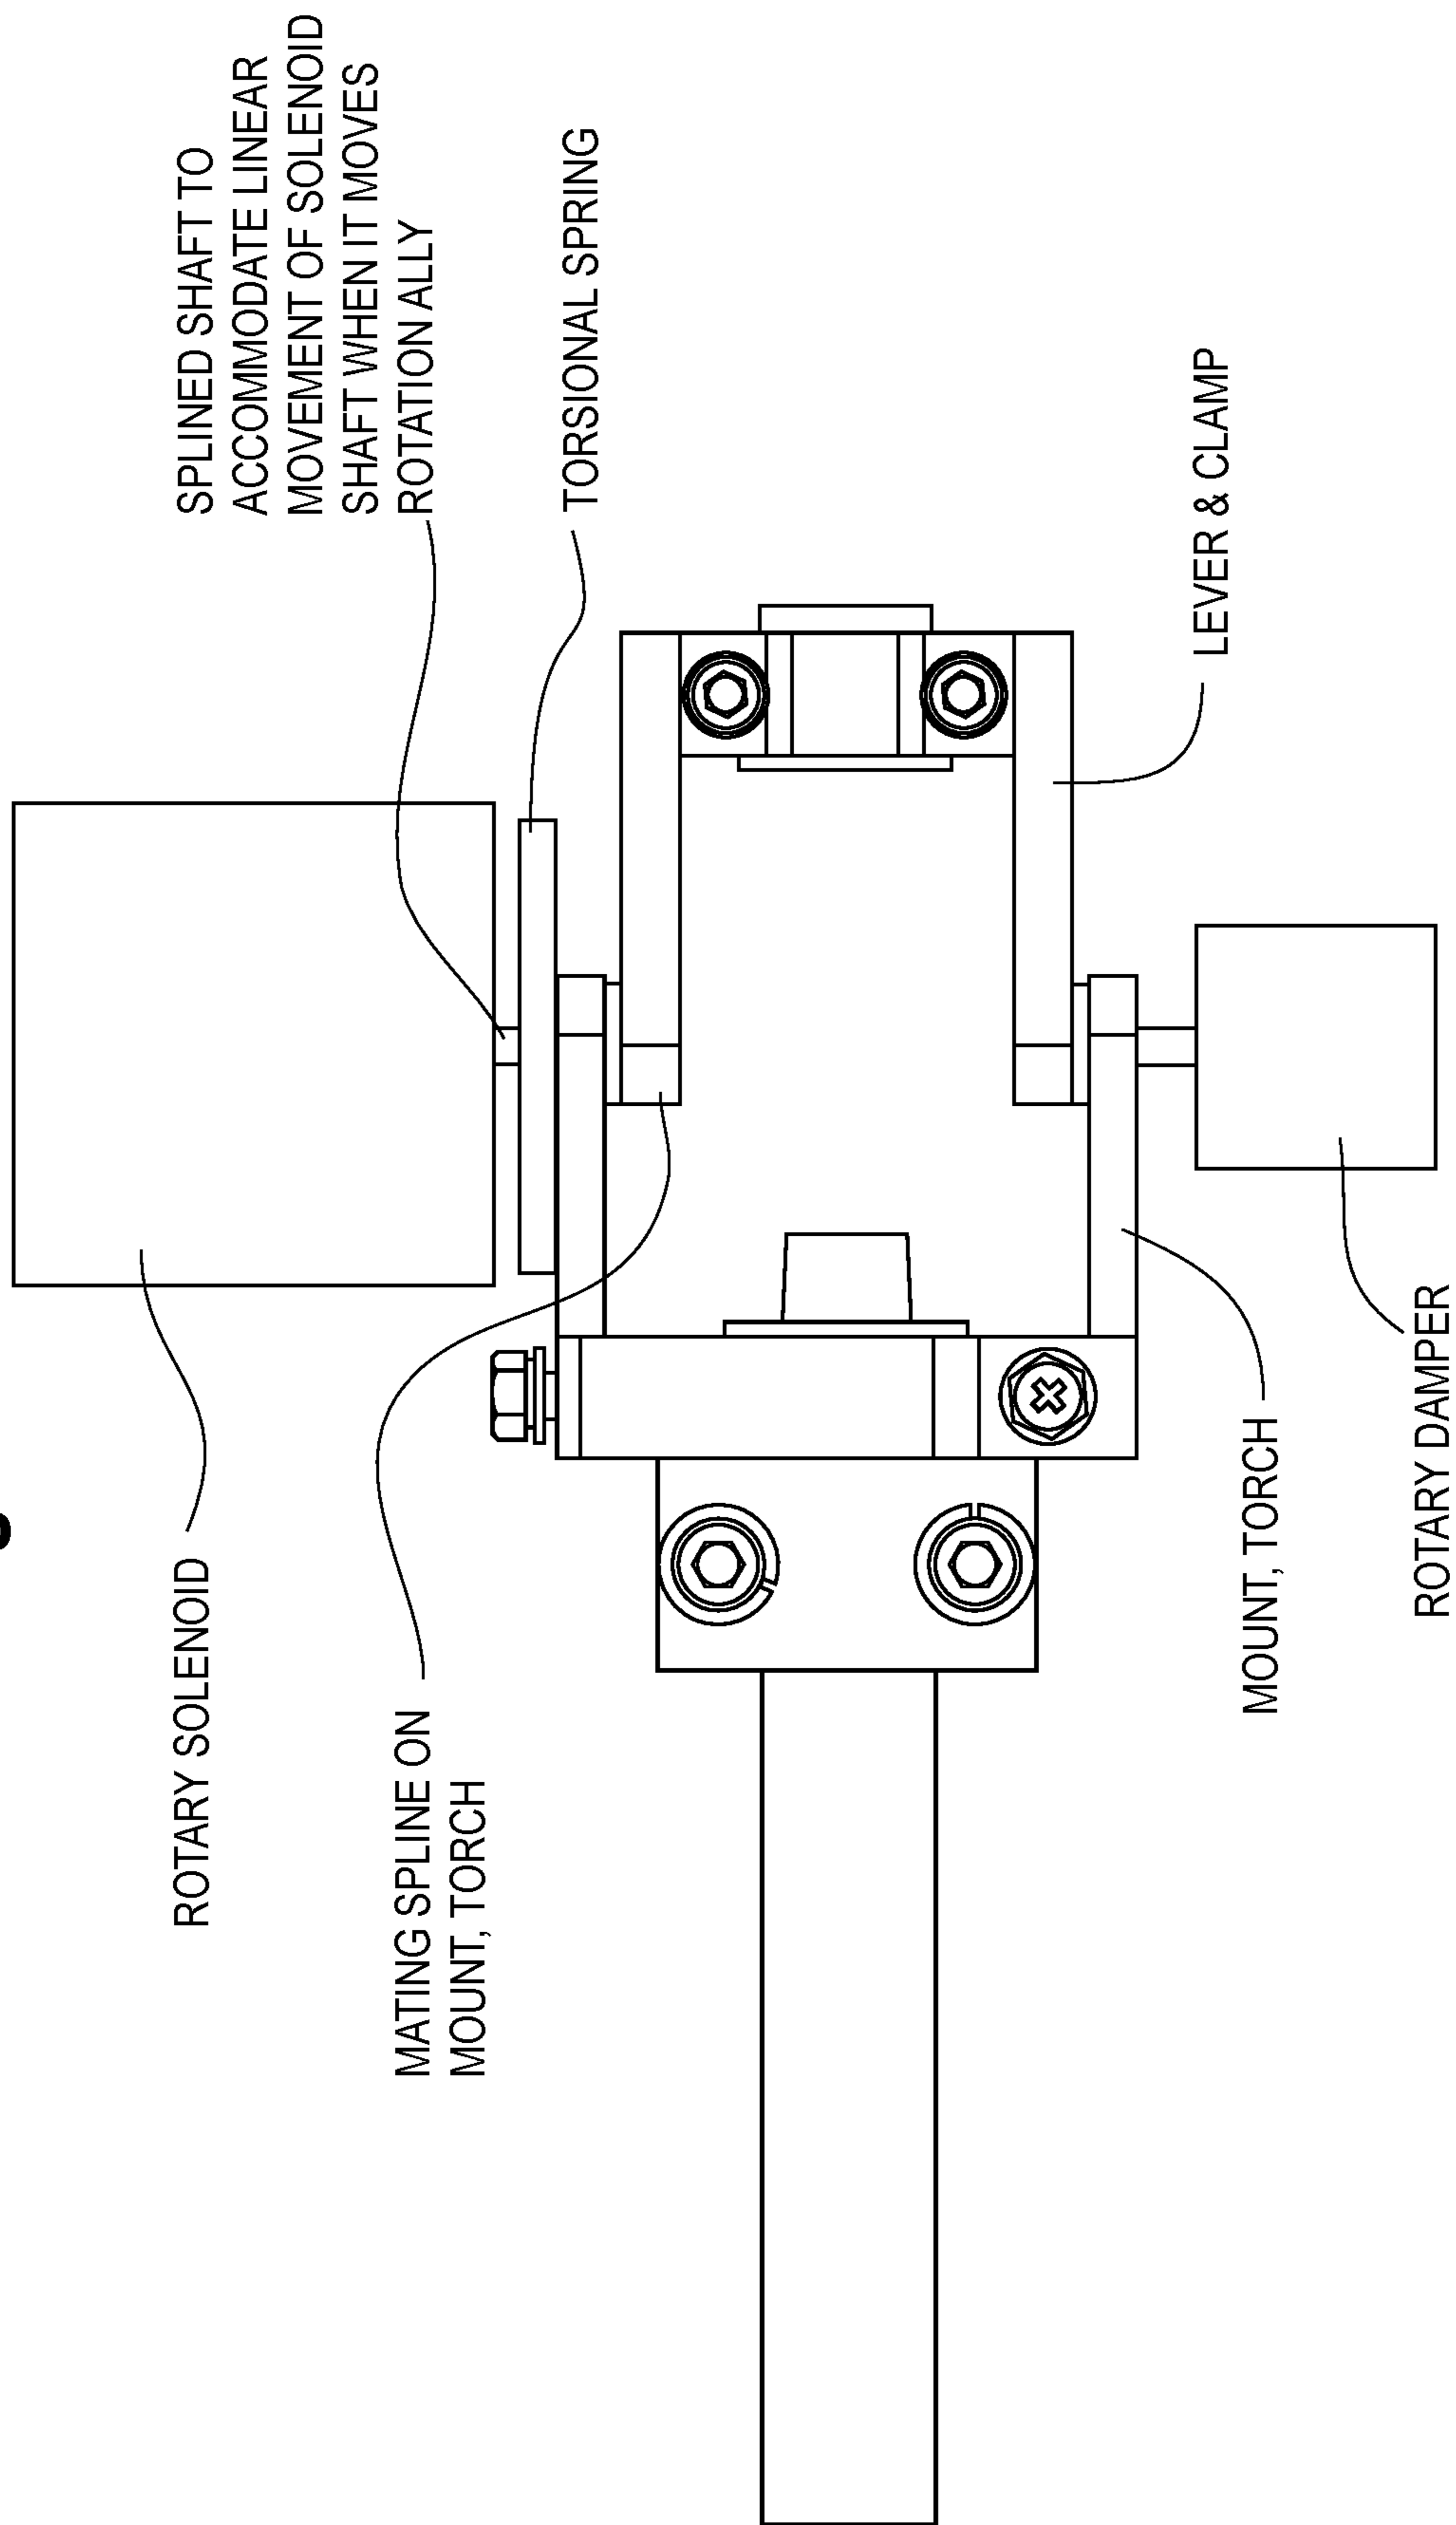 SPLINED SHAFT TO
ACCOMMODATE LINEAR
MOVEMENT OF SOLENOID
SHAFT WHEN IT MOVES
ROTATION ALLY
TORSIONAL SPRING
LEVER & CLAMP
ROTARY SOLENOID
MATING SPLINE ON
MOUNT, TORCH
MOUNT, TORCH
ROTARY DAMPER